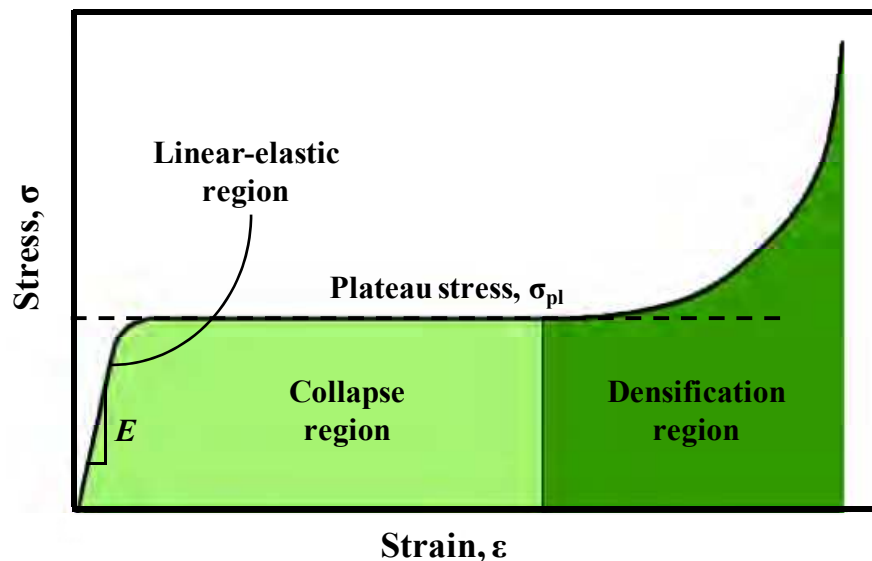 Linear-elastic
region
Stress, σ
Plateau stress, σpl
Collapse
region
Densification
region
E
Strain, ε